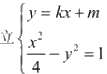 立
y = kx + m
x²/4 − y² = 1